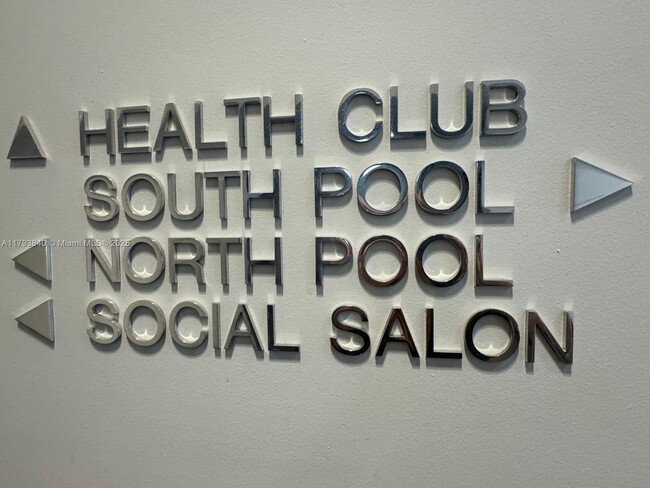 HEALTH CLUB
SOUTH POOL
NORTH POOL
SOCIAL SALON